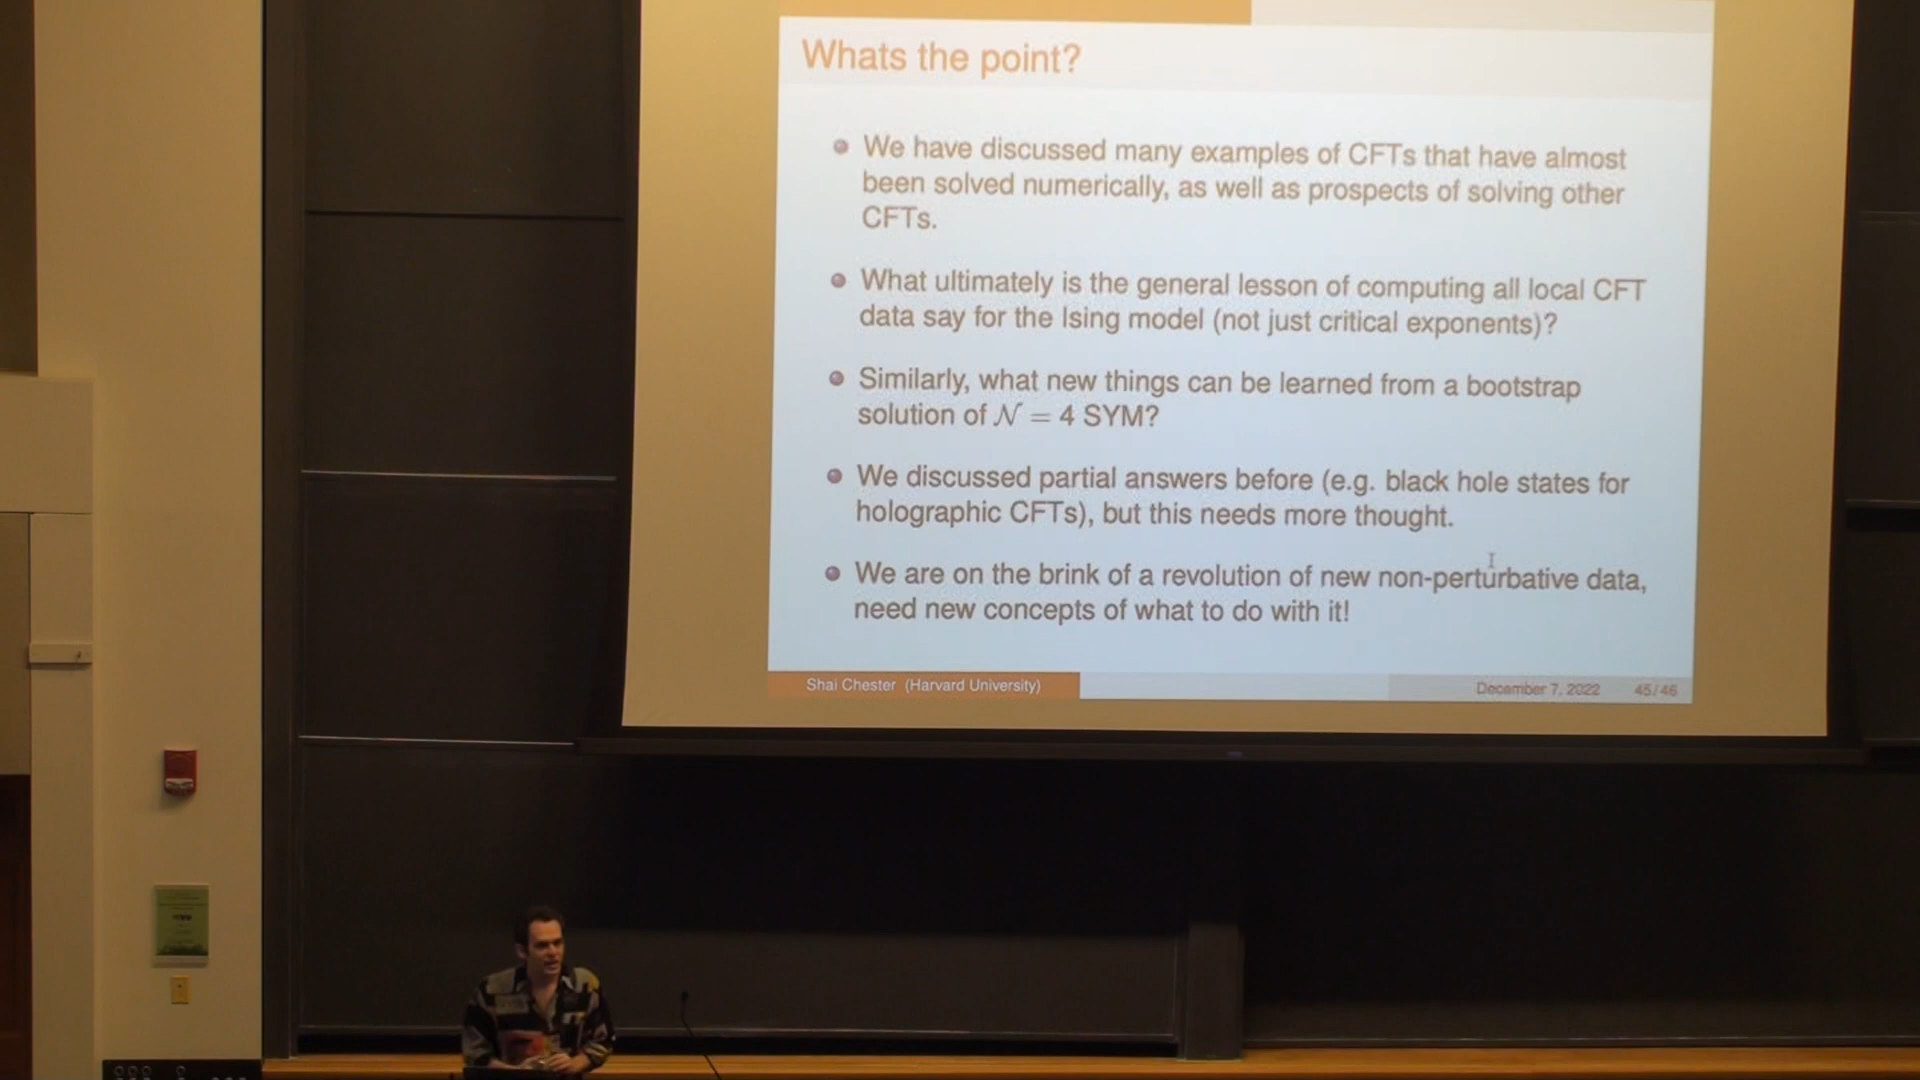 Whats the point?
We have discussed many examples of CFTs that have almost
been solved numerically, as well as prospects of solving other
CFTs.
What ultimately is the general lesson of computing all local CFT
data say for the Ising model (not just critical exponents)?
Similarly, what new things can be learned from a bootstrap
solution of 𝒩 = 4 SYM?
We discussed partial answers before (e.g. black hole states for
holographic CFTs), but this needs more thought.
We are on the brink of a revolution of new non-perturbative data,
need new concepts of what to do with it!
Shai Chester (Harvard University)
December 7, 2022
45/46